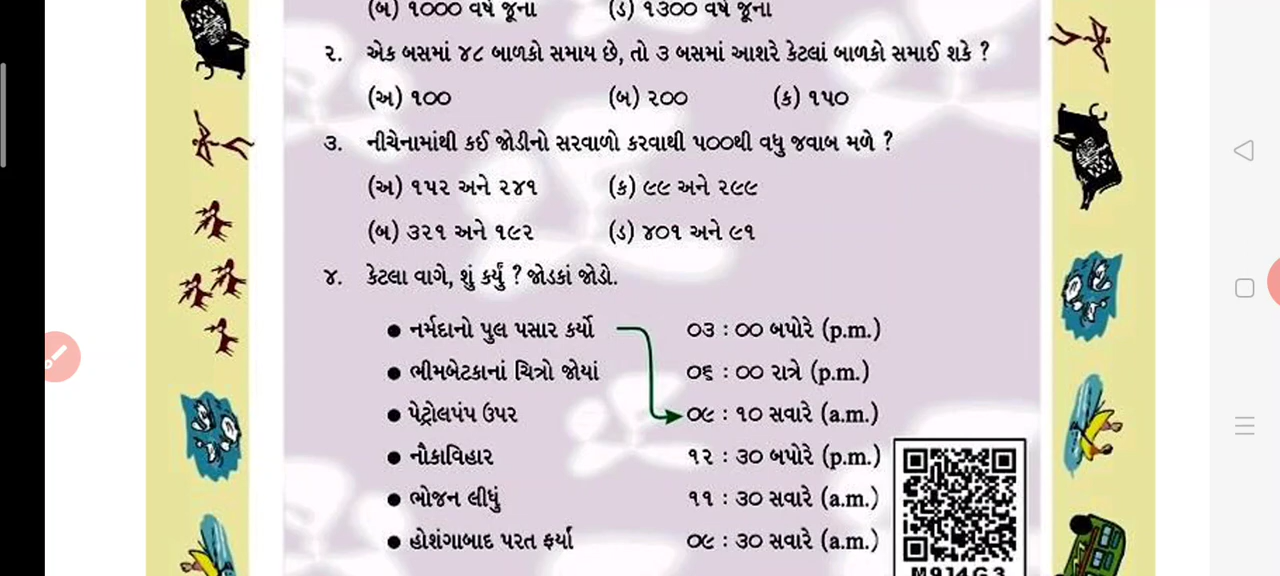 (બ) ૧૦૦૦ વર્ષ જૂના (ડ) ૧૩૦૦ વર્ષ જૂના
૨. એક બસમાં ૪૮ બાળકો સમાય છે, તો ૩ બસમાં આશરે કેટલાં બાળકો સમાઈ શકે ?
(અ) ૧૦૦ (બ) ૨૦૦ (ક) ૧૫૦
૩. નીચેનામાંથી કઈ જોડીનો સરવાળો કરવાથી ૫૦૦થી વધુ જવાબ મળે ?
(અ) ૧૫૨ અને ૨૪૧ (ક) ૯૯ અને ૨૯૯
(બ) ૩૨૧ અને ૧૯૨ (ડ) ૪૦૧ અને ૯૧
૪. કેટલા વાગે, શું કર્યું ? જોડકાં જોડો.
● નર્મદાનો પુલ પસાર કર્યો ૦૩ : ૦૦ બપોરે (p.m.)
● ભીમબેટકાનાં ચિત્રો જોયાં ૦૬ : ૦૦ રાત્રે (p.m.)
● પેટ્રોલપંપ ઉપર ૦૯ : ૧૦ સવારે (a.m.)
● નૌકાવિહાર ૧૨ : ૩૦ બપોરે (p.m.)
● ભોજન લીધું ૧૧ : ૩૦ સવારે (a.m.)
● હોશંગાબાદ પરત ફર્યાં ૦૯ : ૩૦ સવારે (a.m.)